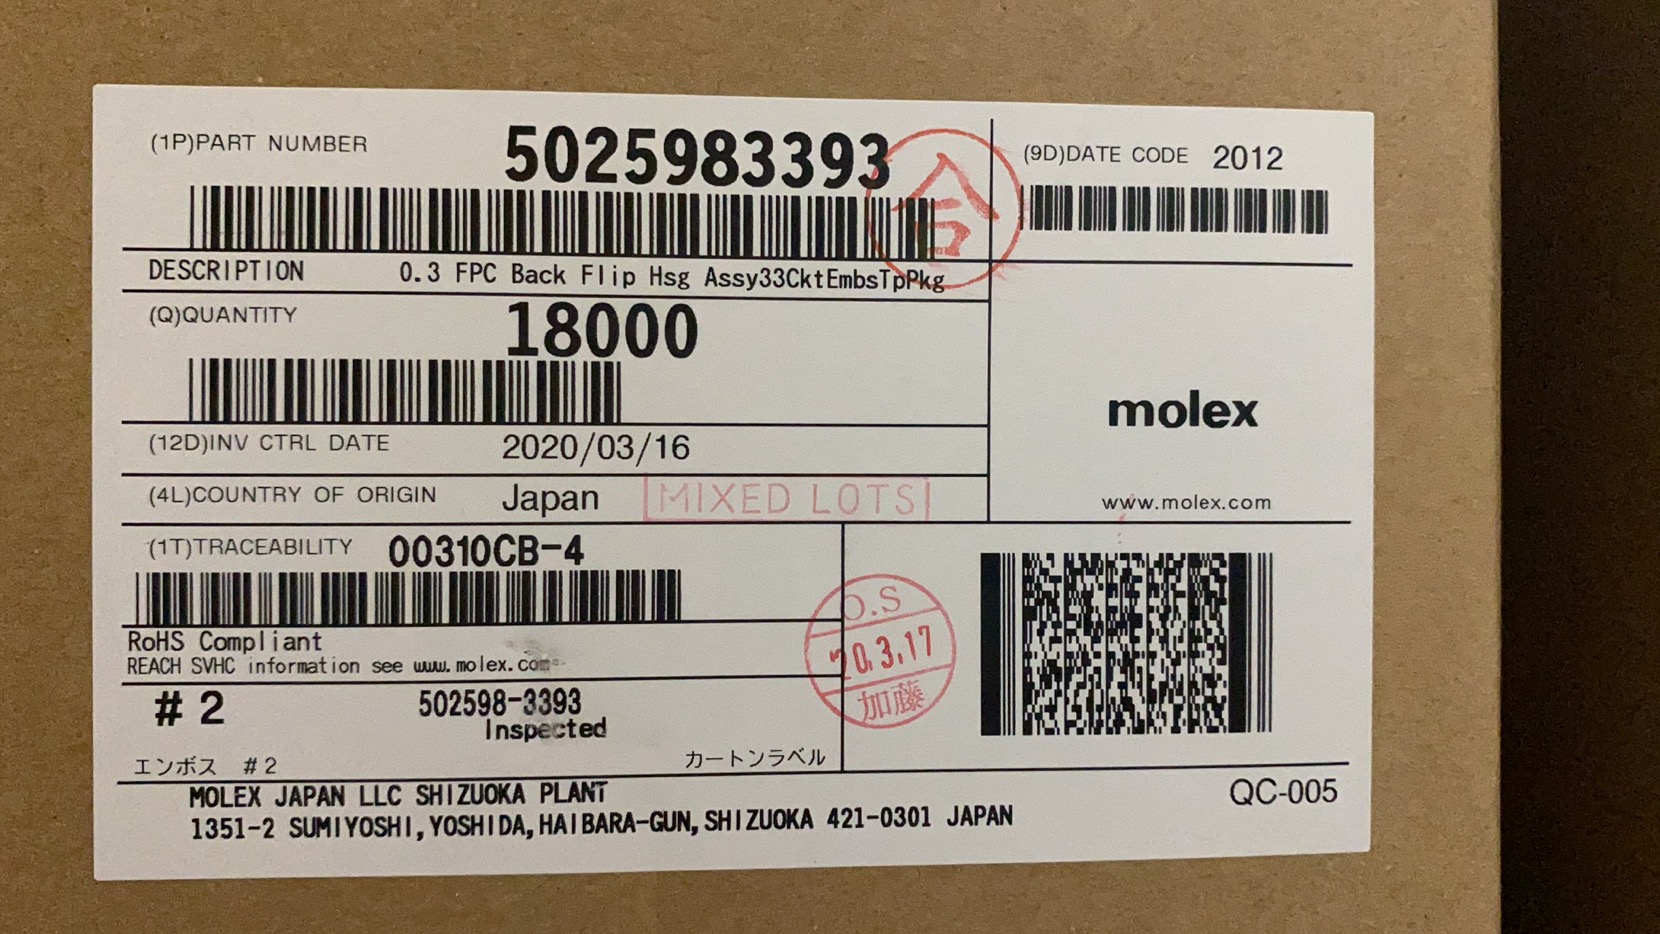 (1P)PART NUMBER 5025983393
合
(9D)DATE CODE 2012
DESCRIPTION 0.3 FPC Back Flip Hsg Assy33CktEmbsTpPkg
(Q)QUANTITY 18000
molex
(12D)INV CTRL DATE 2020/03/16
(4L)COUNTRY OF ORIGIN Japan MIXED LOTS
www.molex.com
(1T)TRACEABILITY 00310CB-4
O.S
20.3.17
加藤
RoHS Compliant
REACH SVHC information see www.molex.com
#2 502598-3393
Inspected
エンボス #2 カートンラベル
MOLEX JAPAN LLC SHIZUOKA PLANT
QC-005
1351-2 SUMIYOSHI,YOSHIDA,HAIBARA-GUN,SHIZUOKA 421-0301 JAPAN